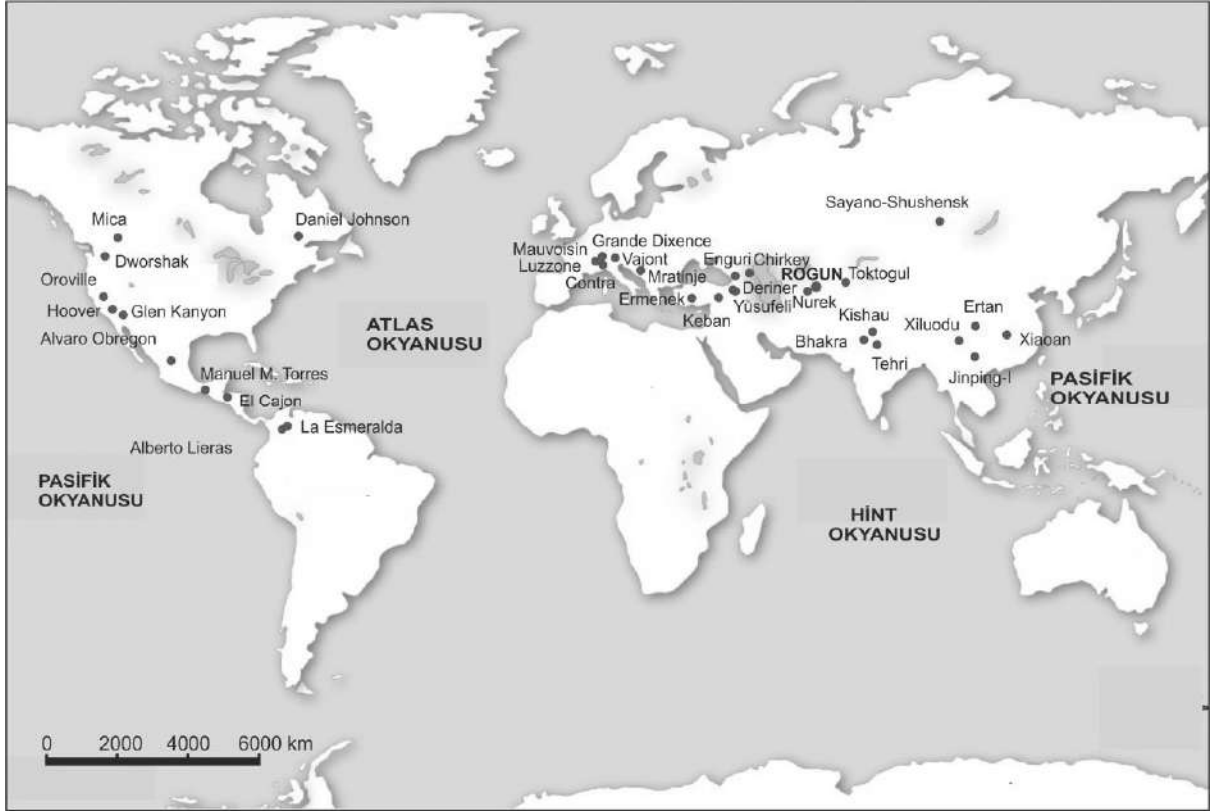 Sayano-Shushensk
Mica
Daniel Johnson
Dworshak
Mauvoisin
Grande Dixence
Luzzone
Vajont
Enguri
Chirkey
Contra
Mratinje
ROGUN
Toktogul
Oroville
Ermenek
Deriner
Nurek
Hoover
Glen Kanyon
Yüsufeli
Keban
Kishau
Ertan
ATLAS
OKYANUSU
Xiluodu
Alvaro Obregon
Bhakra
Xiaoan
Tehri
Jinping-I
Manuel M. Torres
El Cajon
PASİFİK
OKYANUSU
La Esmeralda
Alberto Lieras
PASİFİK
OKYANUSU
HİNT
OKYANUSU
0 2000 4000 6000 km